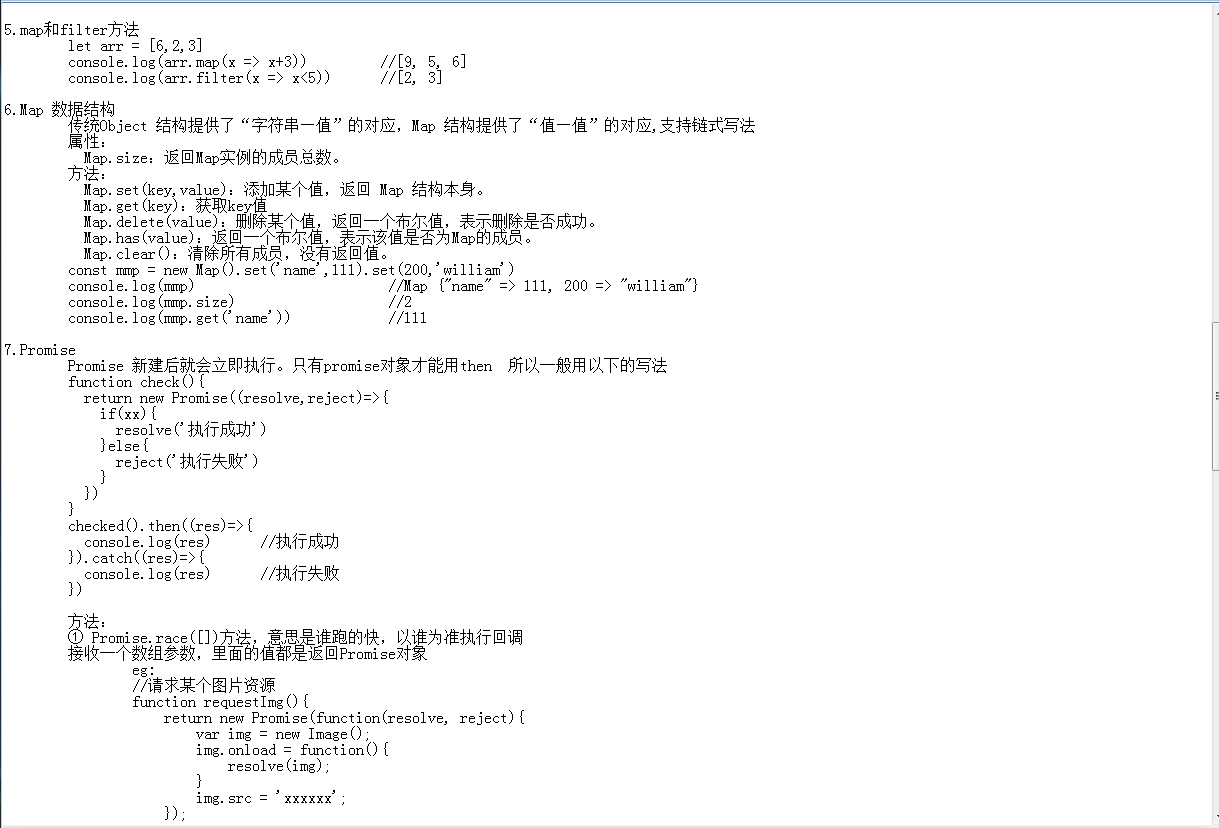 5.map和filter方法
let arr = [6,2,3]
console.log(arr.map(x => x+3)) //[9, 5, 6]
console.log(arr.filter(x => x<5)) //[2, 3]
6.Map 数据结构
传统Object 结构提供了“字符串—值”的对应，Map 结构提供了“值—值”的对应,支持链式写法
属性：
Map.size：返回Map实例的成员总数。
方法：
Map.set(key,value)：添加某个值，返回 Map 结构本身。
Map.get(key)：获取key值
Map.delete(value)：删除某个值，返回一个布尔值，表示删除是否成功。
Map.has(value)：返回一个布尔值，表示该值是否为Map的成员。
Map.clear()：清除所有成员，没有返回值。
const mmp = new Map().set('name',111).set(200,'william')
console.log(mmp) //Map {"name" => 111, 200 => "william"}
console.log(mmp.size) //2
console.log(mmp.get('name')) //111
7.Promise
Promise 新建后就会立即执行。只有promise对象才能用then 所以一般用以下的写法
function check(){
return new Promise((resolve,reject)=>{
if(xx){
resolve('执行成功')
}else{
reject('执行失败')
}
})
}
checked().then((res)=>{
console.log(res) //执行成功
}).catch((res)=>{
console.log(res) //执行失败
})
方法：
① Promise.race([])方法，意思是谁跑的快，以谁为准执行回调
接收一个数组参数，里面的值都是返回Promise对象
eg:
//请求某个图片资源
function requestImg(){
return new Promise(function(resolve, reject){
var img = new Image();
img.onload = function(){
resolve(img);
}
img.src = 'xxxxxx';
});